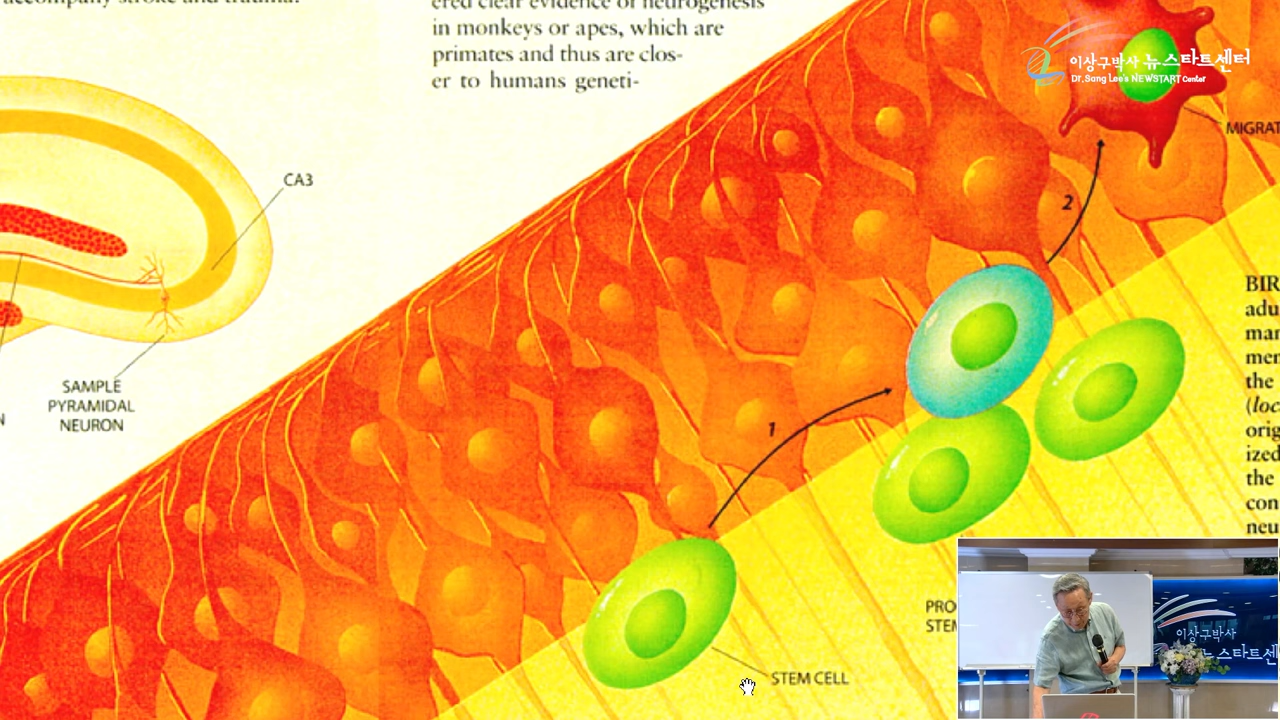 accompany stroke and trauma.
ered clear evidence of neurogenesis
in monkeys or apes, which are
primates and thus are clos-
er to humans geneti-
이상구박사 뉴스타트센터
Dr. Sang Lee's NEWSTART Center
MIGRAT
CA3
2
SAMPLE
PYRAMIDAL
NEURON
N
1
BIR
adu
mar
mer
the
(loc
orig
ized
the
con
neu
PRO
STEM
STEM CELL
이상구박사
뉴스타트센